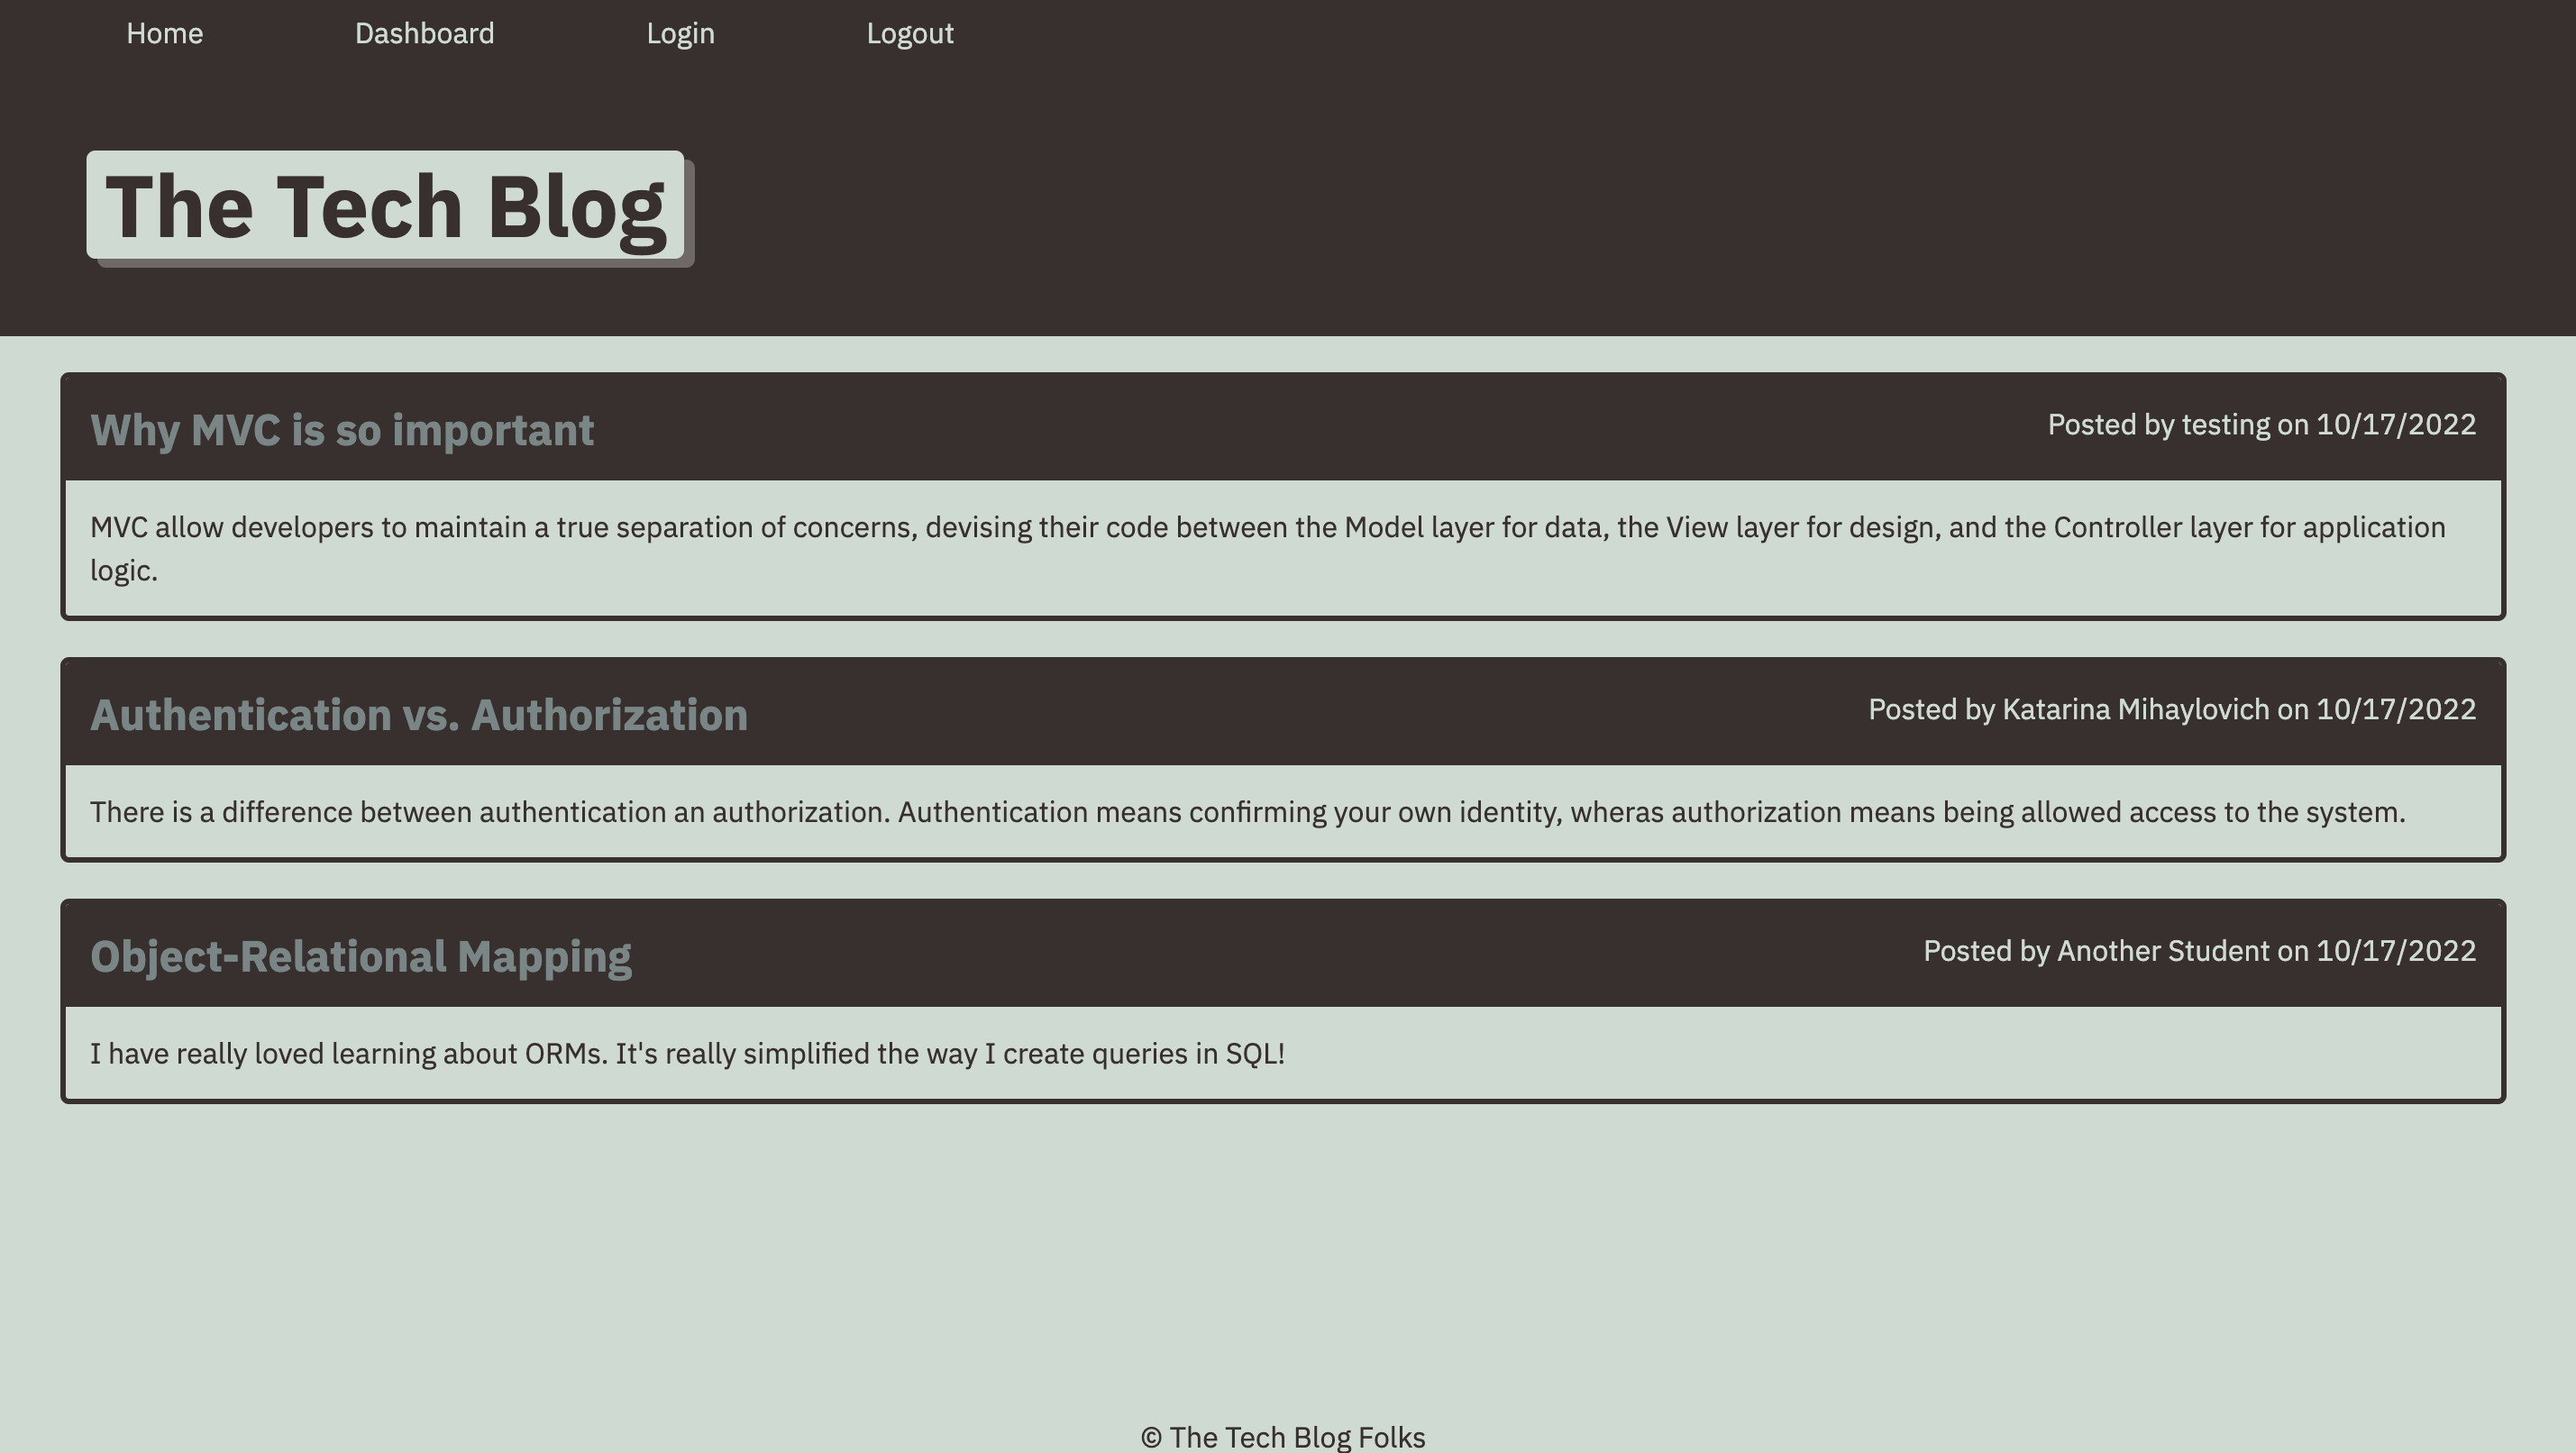 Home Dashboard Login Logout
The Tech Blog
Why MVC is so important
Posted by testing on 10/17/2022
MVC allow developers to maintain a true separation of concerns, devising their code between the Model layer for data, the View layer for design, and the Controller layer for application
logic.
Authentication vs. Authorization
Posted by Katarina Mihaylovich on 10/17/2022
There is a difference between authentication an authorization. Authentication means confirming your own identity, wheras authorization means being allowed access to the system.
Object-Relational Mapping
Posted by Another Student on 10/17/2022
I have really loved learning about ORMs. It's really simplified the way I create queries in SQL!
© The Tech Blog Folks